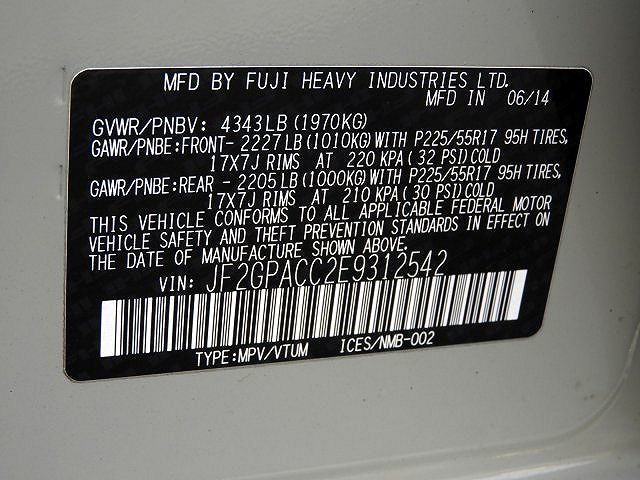 MFD BY FUJI HEAVY INDUSTRIES LTD.
MFD IN 06/14
GVWR/PNBV: 4343LB (1970KG)
GAWR/PNBE:FRONT- 2227LB (1010KG) WITH P225/55R17 95H TIRES,
17X7J RIMS AT 220 KPA (32 PSI) COLD
GAWR/PNBE:REAR - 2205LB (1000KG) WITH P225/55R17 95H TIRES,
17X7J RIMS AT 210 KPA (30 PSI) COLD
THIS VEHICLE CONFORMS TO ALL APPLICABLE FEDERAL MOTOR
VEHICLE SAFETY AND THEFT PREVENTION STANDARDS IN EFFECT ON
THE DATE OF MANUFACTURE SHOWN ABOVE.
VIN: JF2GPACC2E9312542
TYPE:MPV/VTUM ICES/NMB-002